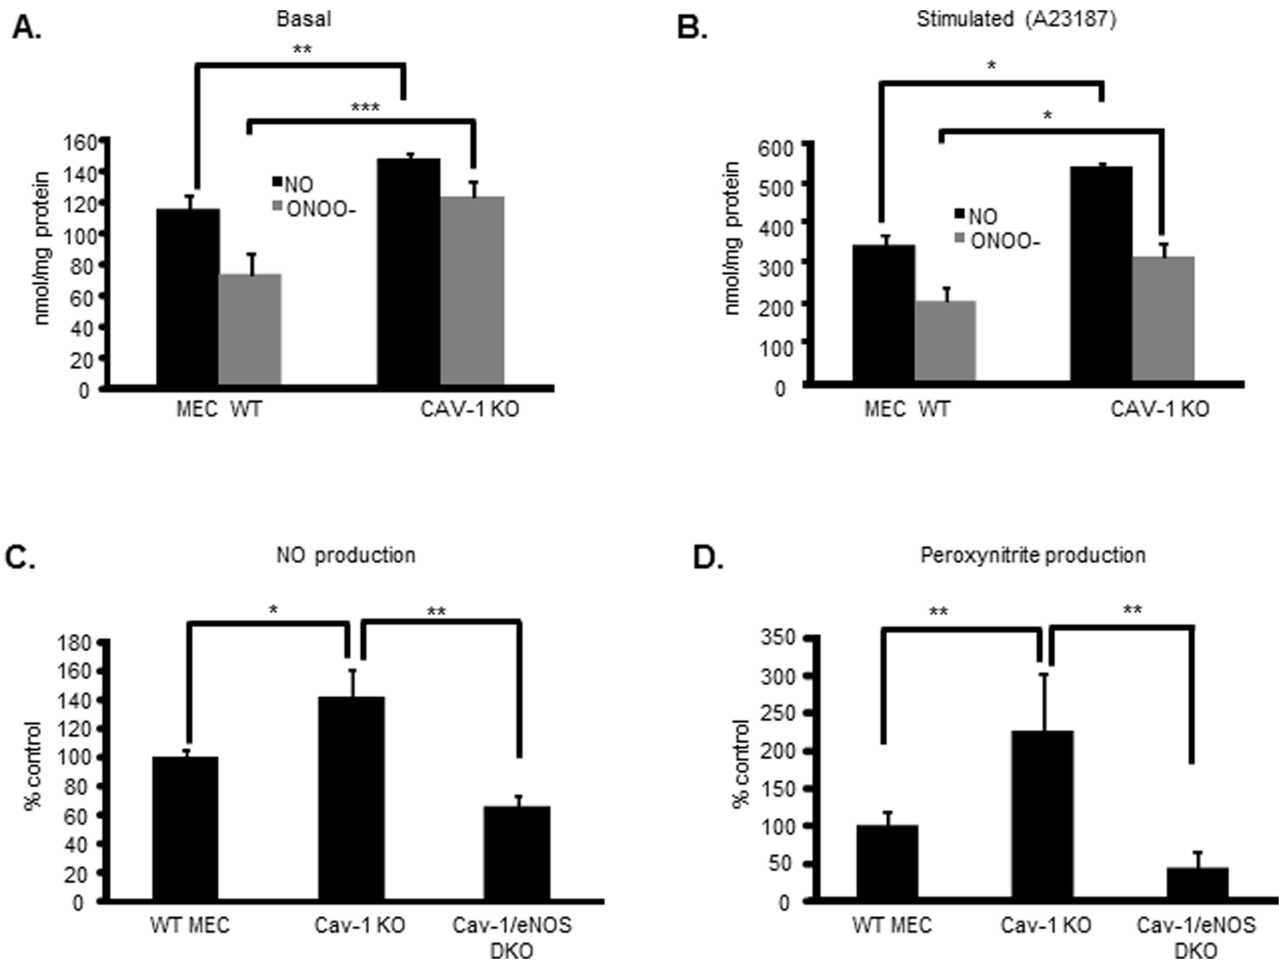 A.
Basal
**
***
160
140
120
100
80
60
40
20
0
nmol/mg protein
NO
ONOO-
MEC WT
CAV-1 KO
B.
Stimulated (A23187)
*
*
600
500
400
300
200
100
0
nmol/mg protein
NO
ONOO-
MEC WT
CAV-1 KO
C.
NO production
*
**
180
160
140
120
100
80
60
40
20
0
% control
WT MEC
Cav-1 KO
Cav-1/eNOS
DKO
D.
Peroxynitrite production
**
**
350
300
250
200
150
100
50
0
% control
WT MEC
Cav-1 KO
Cav-1/eNOS
DKO